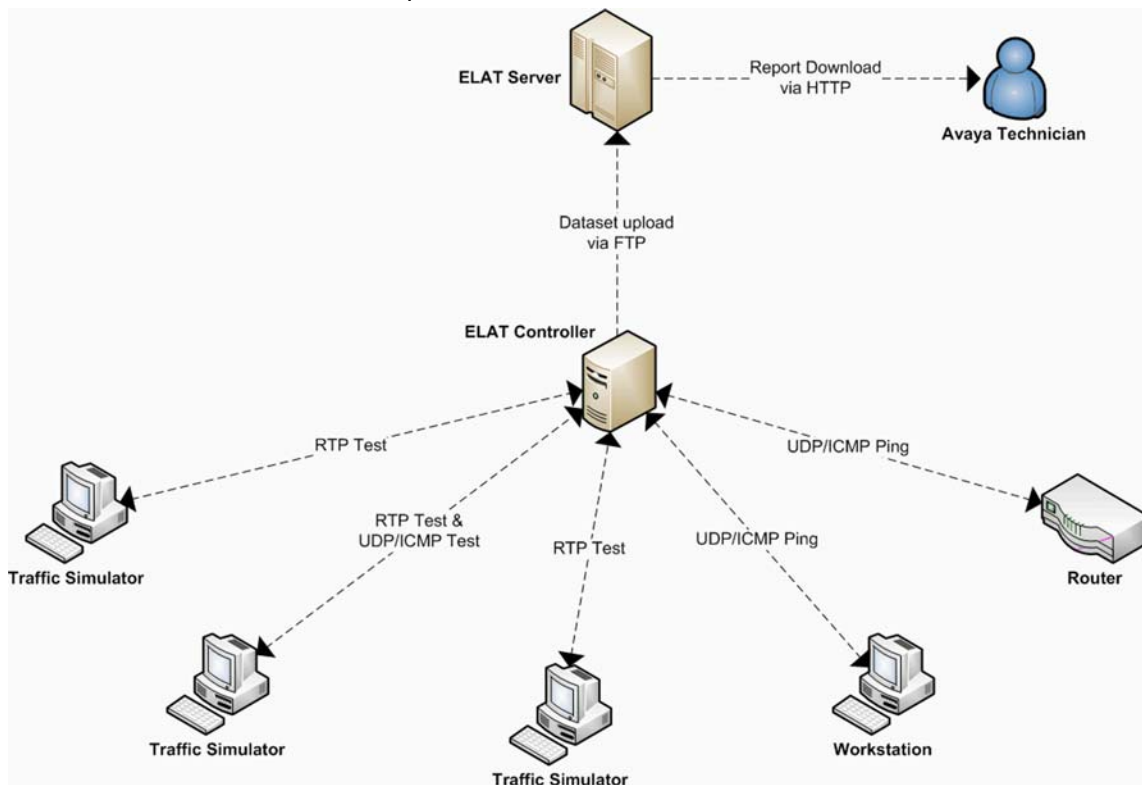 ELAT Server
Report Download
via HTTP
Avaya Technician
Dataset upload
via FTP
ELAT Controller
RTP Test
UDP/ICMP Ping
RTP Test &
UDP/ICMP Test
RTP Test
UDP/ICMP Ping
Traffic Simulator
Router
Traffic Simulator
Workstation
Traffic Simulator